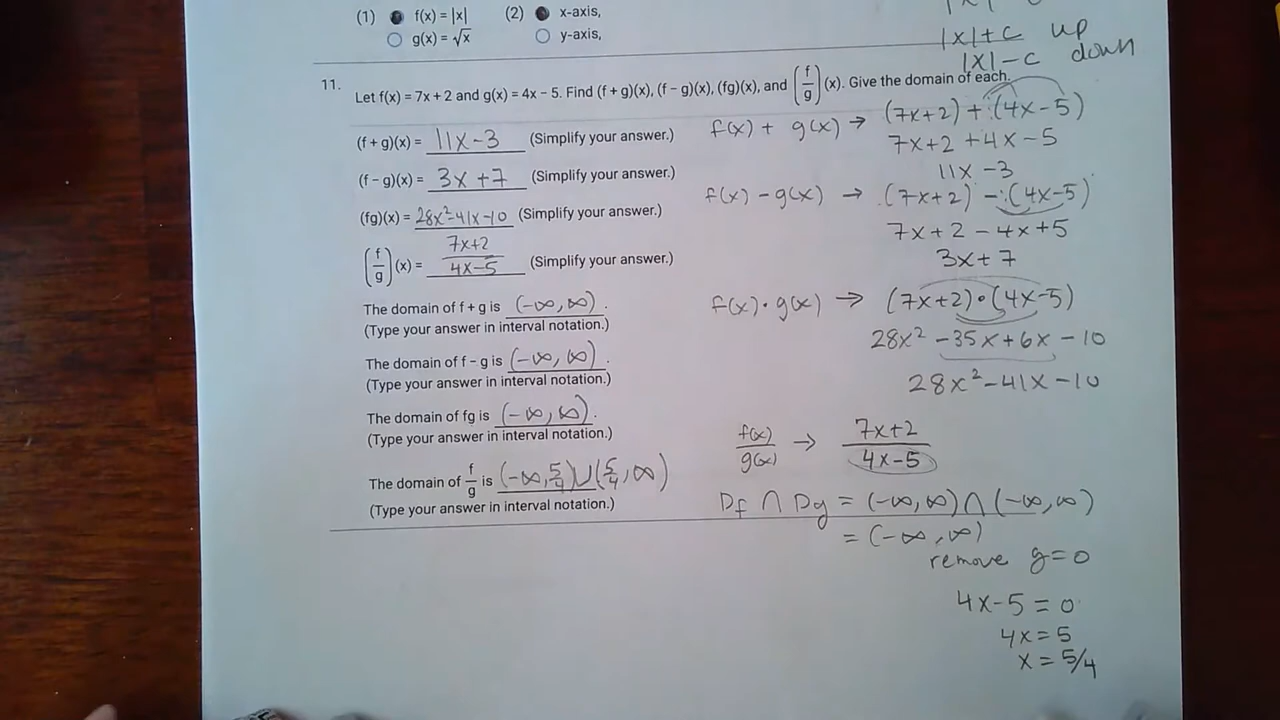 (1) f(x) = |x| (2) x-axis,
g(x) = √x y-axis,
|x|+c up
|x|-c down
11. Let f(x) = 7x + 2 and g(x) = 4x − 5. Find (f + g)(x), (f − g)(x), (fg)(x), and (f/g)(x). Give the domain of each.
(f + g)(x) = 11x-3 (Simplify your answer.)
(f − g)(x) = 3x+7 (Simplify your answer.)
(fg)(x) = 28x²-41x-10 (Simplify your answer.)
(f/g)(x) = 7x+2/4x-5 (Simplify your answer.)
The domain of f + g is (-∞,∞).
(Type your answer in interval notation.)
The domain of f − g is (-∞,∞).
(Type your answer in interval notation.)
The domain of fg is (-∞,∞).
(Type your answer in interval notation.)
The domain of f/g is (-∞,5/4)∪(5/4,∞)
(Type your answer in interval notation.)
f(x) + g(x) → (7x+2) + (4x-5)
7x+2 +4x-5
11x-3
f(x) - g(x) → (7x+2) - (4x-5)
7x+2 - 4x+5
3x+7
f(x)·g(x) → (7x+2)·(4x-5)
28x² -35x+6x -10
28x²-41x-10
f(x)/g(x) → 7x+2/4x-5
Df ∩ Dg = (-∞,∞)∩(-∞,∞)
= (-∞,∞)
remove g=0
4x-5=0
4x=5
x=5/4